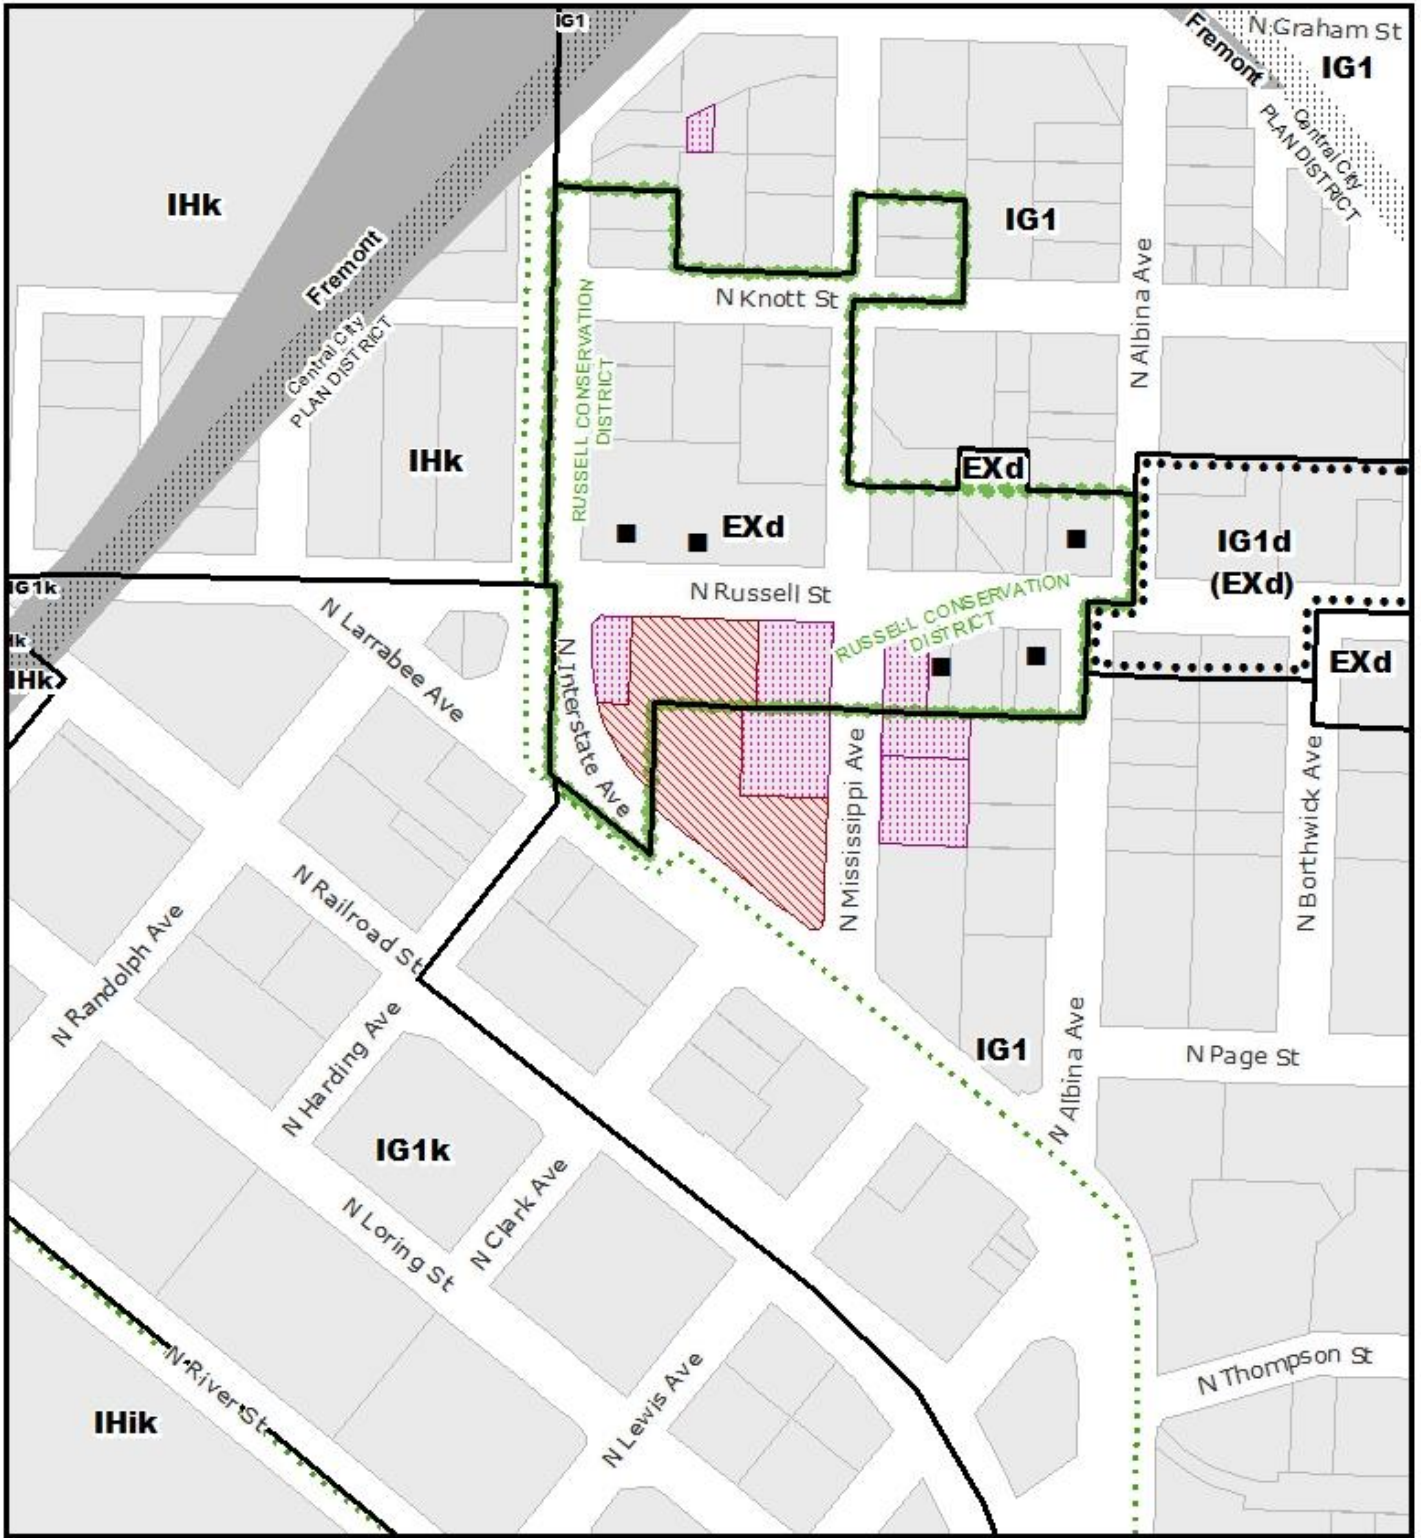 IG1
Fremont
N Graham St
IG1
Central City
PLAN DISTRICT
IHk
IG1
Fremont
N Albina Ave
N Knott St
RUSSELL CONSERVATION
DISTRICT
Central City
PLAN DISTRICT
IHk
EXd
EXd
IG1d
(EXd)
IG1k
N Russell St
RUSSELL CONSERVATION
DISTRICT
N Larrabee Ave
Hk
IHk
EXd
N Interstate Ave
N Mississippi Ave
N Borthwick Ave
N Railroad St
N Randolph Ave
N Harding Ave
IG1
N Albina Ave
N Page St
IG1k
N Clark Ave
N Loring St
N River St
N Lewis Ave
N Thompson St
IHik